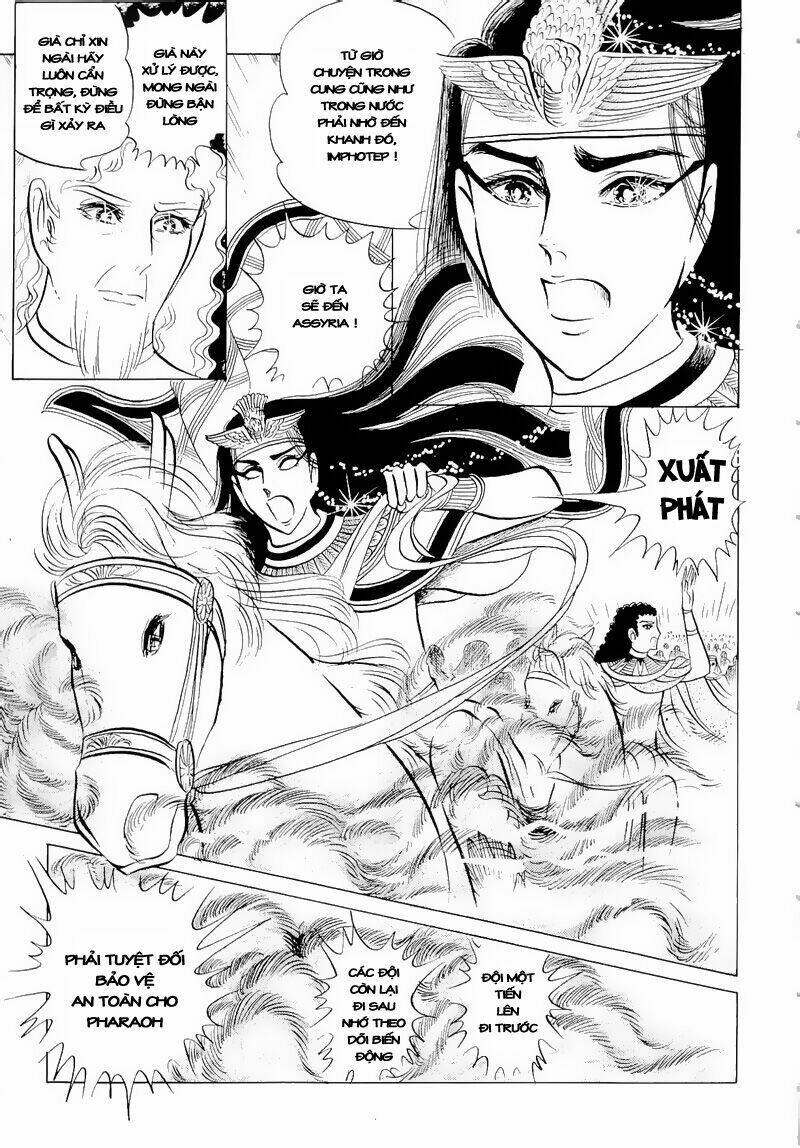 TỪ GIỜ
CHUYỆN TRONG
CUNG CŨNG NHƯ
TRONG NƯỚC
PHẢI NHỜ ĐẾN
KHANH ĐÓ,
IMPHOTEP !
GIÀ NÀY
XỬ LÝ ĐƯỢC,
MONG NGÀI
ĐỪNG BẬN
LÒNG
GIÀ CHỈ XIN
NGÀI HÃY
LUÔN CẨN
TRỌNG, ĐỪNG
ĐỂ BẤT KỲ ĐIỀU
GÌ XẢY RA
GIỜ TA
SẼ ĐẾN
ASSYRIA !
XUẤT
PHÁT
ĐỘI MỘT
TIẾN
LÊN
ĐI TRƯỚC
CÁC ĐỘI
CÒN LẠI
ĐI SAU
NHỚ THEO
DÕI BIẾN
ĐỘNG
PHẢI TUYỆT ĐỐI
BẢO VỆ
AN TOÀN CHO
PHARAOH